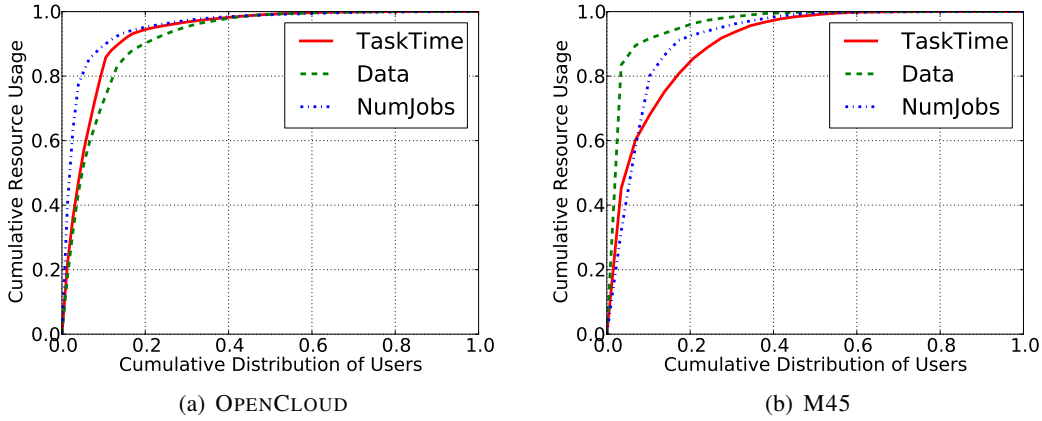 1.0
0.8
0.6
0.4
0.2
0.0
0.0 0.2 0.4 0.6 0.8 1.0
Cumulative Resource Usage
Cumulative Distribution of Users
TaskTime
Data
NumJobs
(a) OPENCLOUD
1.0
0.8
0.6
0.4
0.2
0.0
0.0 0.2 0.4 0.6 0.8 1.0
Cumulative Resource Usage
Cumulative Distribution of Users
TaskTime
Data
NumJobs
(b) M45